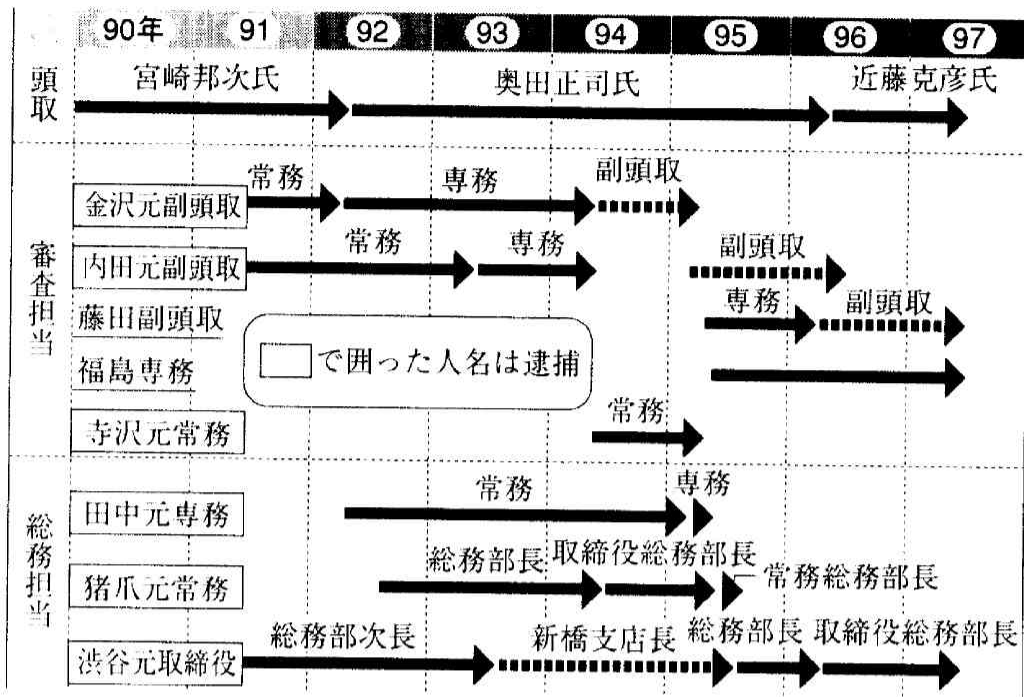 90年 91 92 93 94 95 96 97
頭取
宮崎邦次氏 奥田正司氏 近藤克彦氏
審査担当
金沢元副頭取 常務 専務 副頭取
内田元副頭取 常務 専務 副頭取
藤田副頭取 専務 副頭取
福島専務
で囲った人名は逮捕
寺沢元常務 常務
総務担当
田中元専務 常務 専務
猪爪元常務 総務部長 取締役総務部長 常務総務部長
渋谷元取締役 総務部次長 新橋支店長 総務部長 取締役総務部長